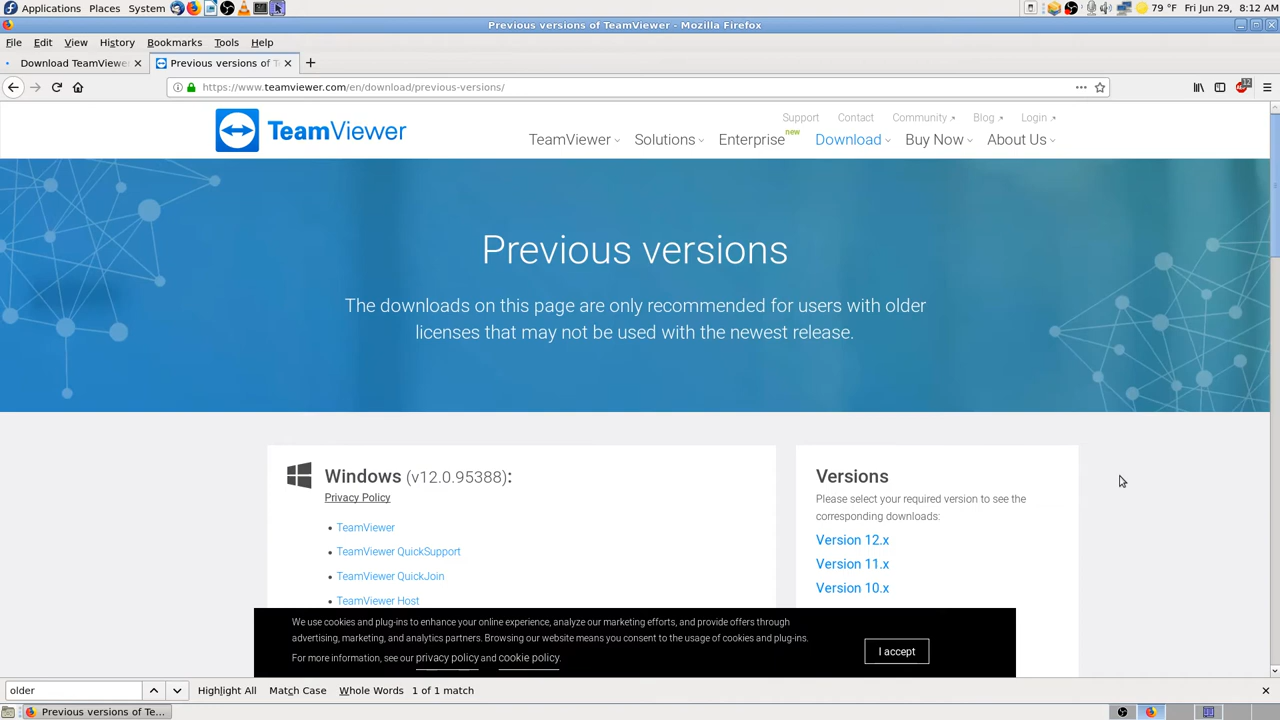 Applications Places System 79 °F Fri Jun 29, 8:12 AM
Previous versions of TeamViewer - Mozilla Firefox
File Edit View History Bookmarks Tools Help
Download TeamViewer Previous versions of T
https://www.teamviewer.com/en/download/previous-versions/ 12
Support Contact Community Blog Login
TeamViewer TeamViewer Solutions Enterprise new Download Buy Now About Us
Previous versions
The downloads on this page are only recommended for users with older
licenses that may not be used with the newest release.
Windows (v12.0.95388):
Privacy Policy
• TeamViewer
• TeamViewer QuickSupport
• TeamViewer QuickJoin
• TeamViewer Host
Versions
Please select your required version to see the
corresponding downloads:
Version 12.x
Version 11.x
Version 10.x
We use cookies and plug-ins to enhance your online experience, analyze our marketing efforts, and provide offers through
advertising, marketing, and analytics partners. Browsing our website means you consent to the usage of cookies and plug-ins.
For more information, see our privacy policy and cookie policy.
I accept
older Highlight All Match Case Whole Words 1 of 1 match
Previous versions of Te...